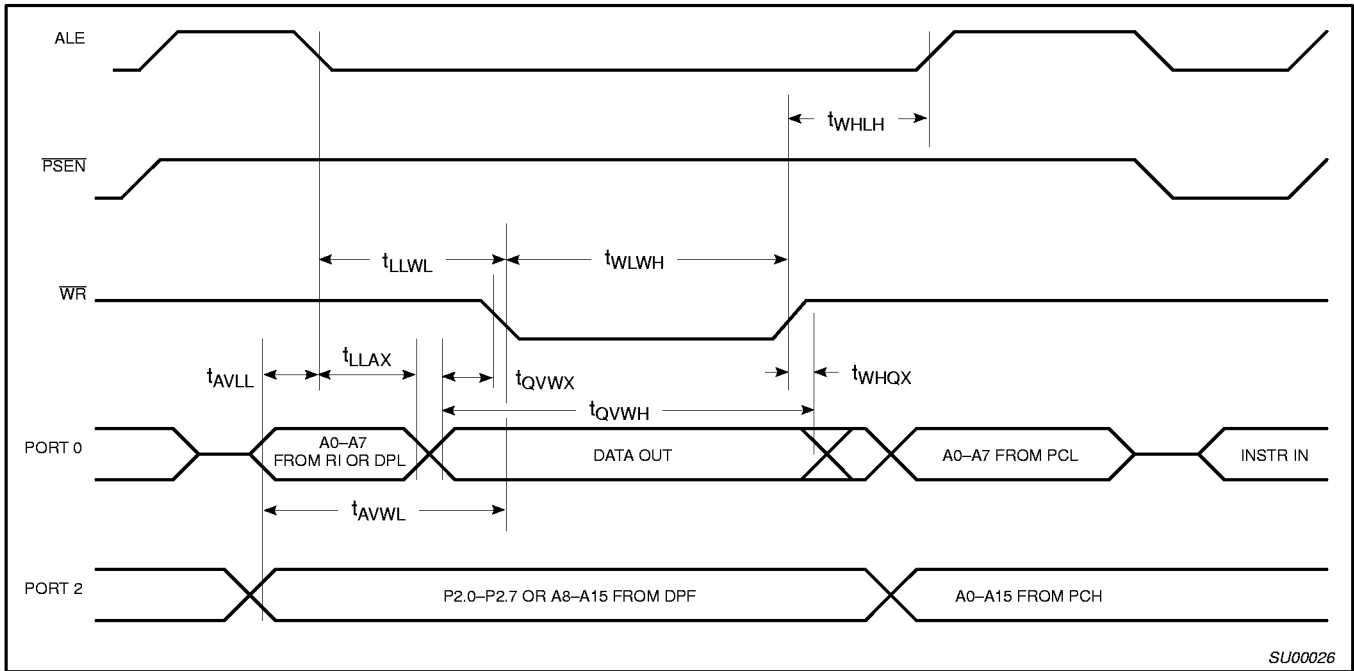 ALE
tWHLH
PSEN
tLLWL
tWLWH
WR
tAVLL
tLLAX
tQVWX
tWHQX
tQVWH
PORT 0
A0–A7
FROM RI OR DPL
DATA OUT
A0–A7 FROM PCL
INSTR IN
tAVWL
PORT 2
P2.0–P2.7 OR A8–A15 FROM DPF
A0–A15 FROM PCH
SU00026